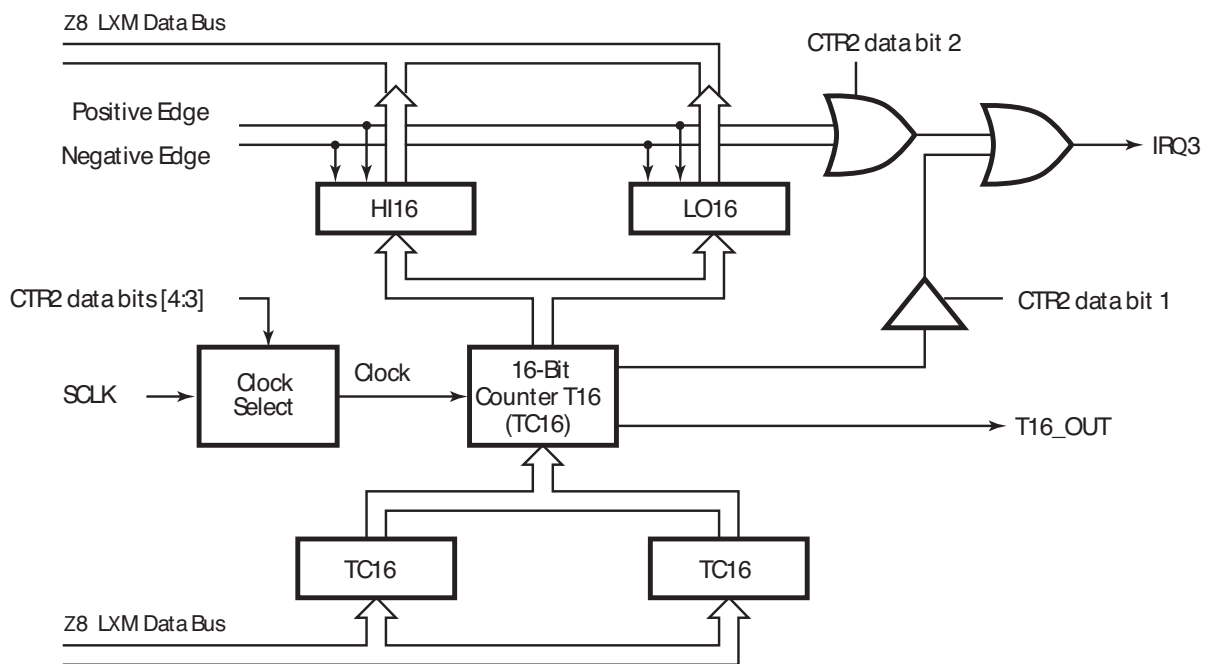 Z8 LXM Data Bus
CTR2 data bit 2
Positive Edge
Negative Edge
IRQ3
HI16
LO16
CTR2 data bits [4:3]
CTR2 data bit 1
SCLK
Clock
Select
Clock
16-Bit
Counter T16
(TC16)
T16_OUT
TC16
TC16
Z8 LXM Data Bus